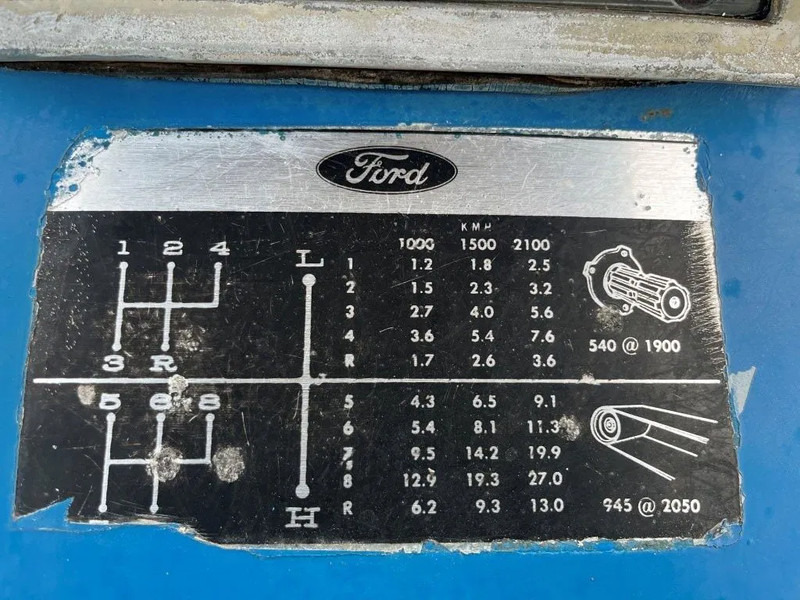 Ford
KMH
1000 1500 2100
1 2 4 L
1 1.2 1.8 2.5
2 1.5 2.3 3.2
3 2.7 4.0 5.6
4 3.6 5.4 7.6
540 @ 1900
3 R
R 1.7 2.6 3.6
5 6 8
5 4.3 6.5 9.1
6 5.4 8.1 11.3
7 9.5 14.2 19.9
8 12.9 19.3 27.0
H
R 6.2 9.3 13.0
945 @ 2050